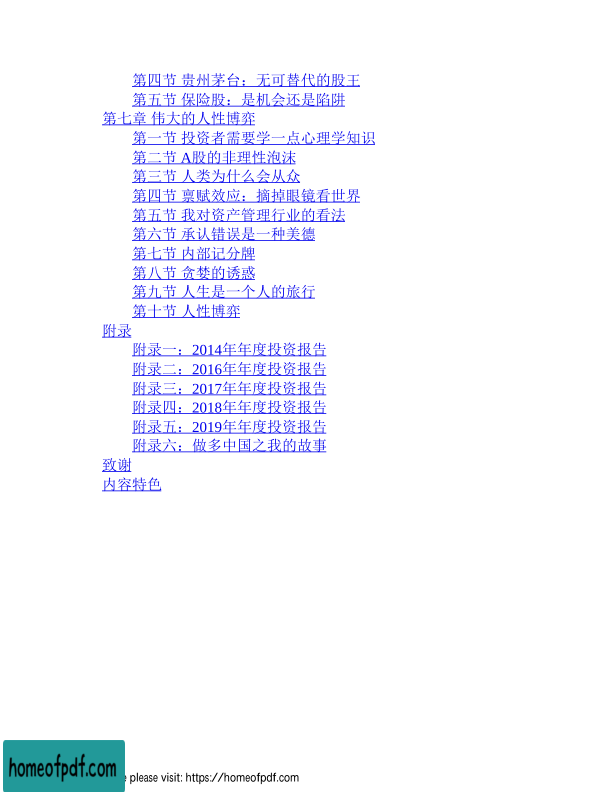 第四节 贵州茅台：无可替代的股王
第五节 保险股：是机会还是陷阱
第七章 伟大的人性博弈
第一节 投资者需要学一点心理学知识
第二节 A股的非理性泡沫
第三节 人类为什么会从众
第四节 禀赋效应：摘掉眼镜看世界
第五节 我对资产管理行业的看法
第六节 承认错误是一种美德
第七节 内部记分牌
第八节 贪婪的诱惑
第九节 人生是一个人的旅行
第十节 人性博弈
附录
附录一：2014年年度投资报告
附录二：2016年年度投资报告
附录三：2017年年度投资报告
附录四：2018年年度投资报告
附录五：2019年年度投资报告
附录六：做多中国之我的故事
致谢
内容特色
homeofpdf.com
e please visit: https://homeofpdf.com